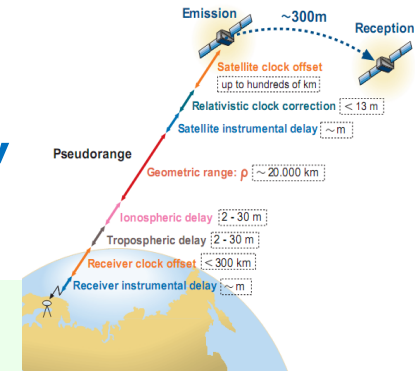 Emission
~300m
Reception
Satellite clock offset
up to hundreds of km
Relativistic clock correction < 13 m
Satellite instrumental delay ~m
Pseudorange
Geometric range: ρ ~ 20.000 km
Ionospheric delay 2 - 30 m
Tropospheric delay 2 - 30 m
Receiver clock offset < 300 km
Receiver instrumental delay ~m